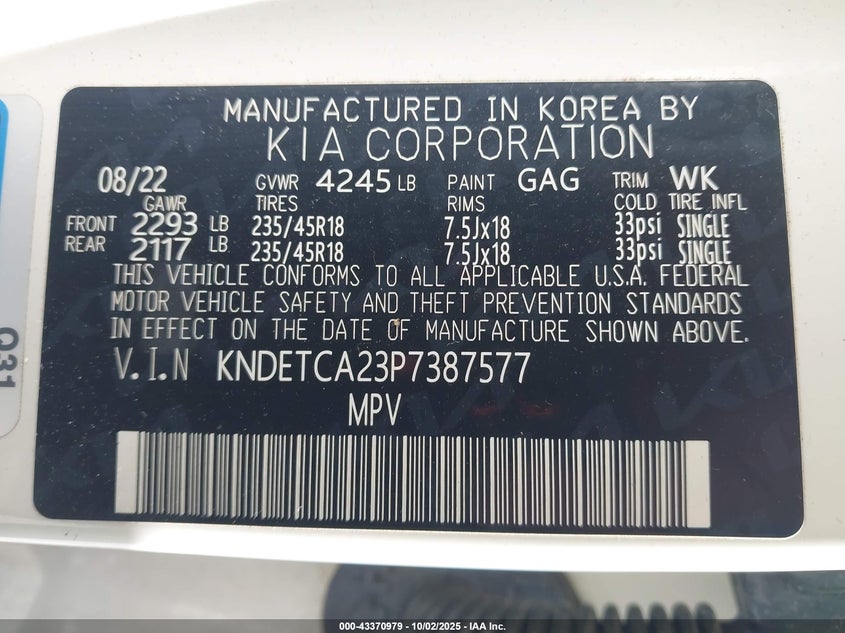 MANUFACTURED IN KOREA BY
KIA CORPORATION
08/22 GVWR 4245 LB PAINT GAG TRIM WK
GAWR TIRES RIMS COLD TIRE INFL
FRONT 2293 LB 235/45R18 7.5Jx18 33psi SINGLE
REAR 2117 LB 235/45R18 7.5Jx18 33psi SINGLE
THIS VEHICLE CONFORMS TO ALL APPLICABLE U.S.A. FEDERAL
MOTOR VEHICLE SAFETY AND THEFT PREVENTION STANDARDS
IN EFFECT ON THE DATE OF MANUFACTURE SHOWN ABOVE.
V.I.N KNDETCA23P7387577
MPV
Q31
000-43370979 | 10/02/2025 - IAA Inc.